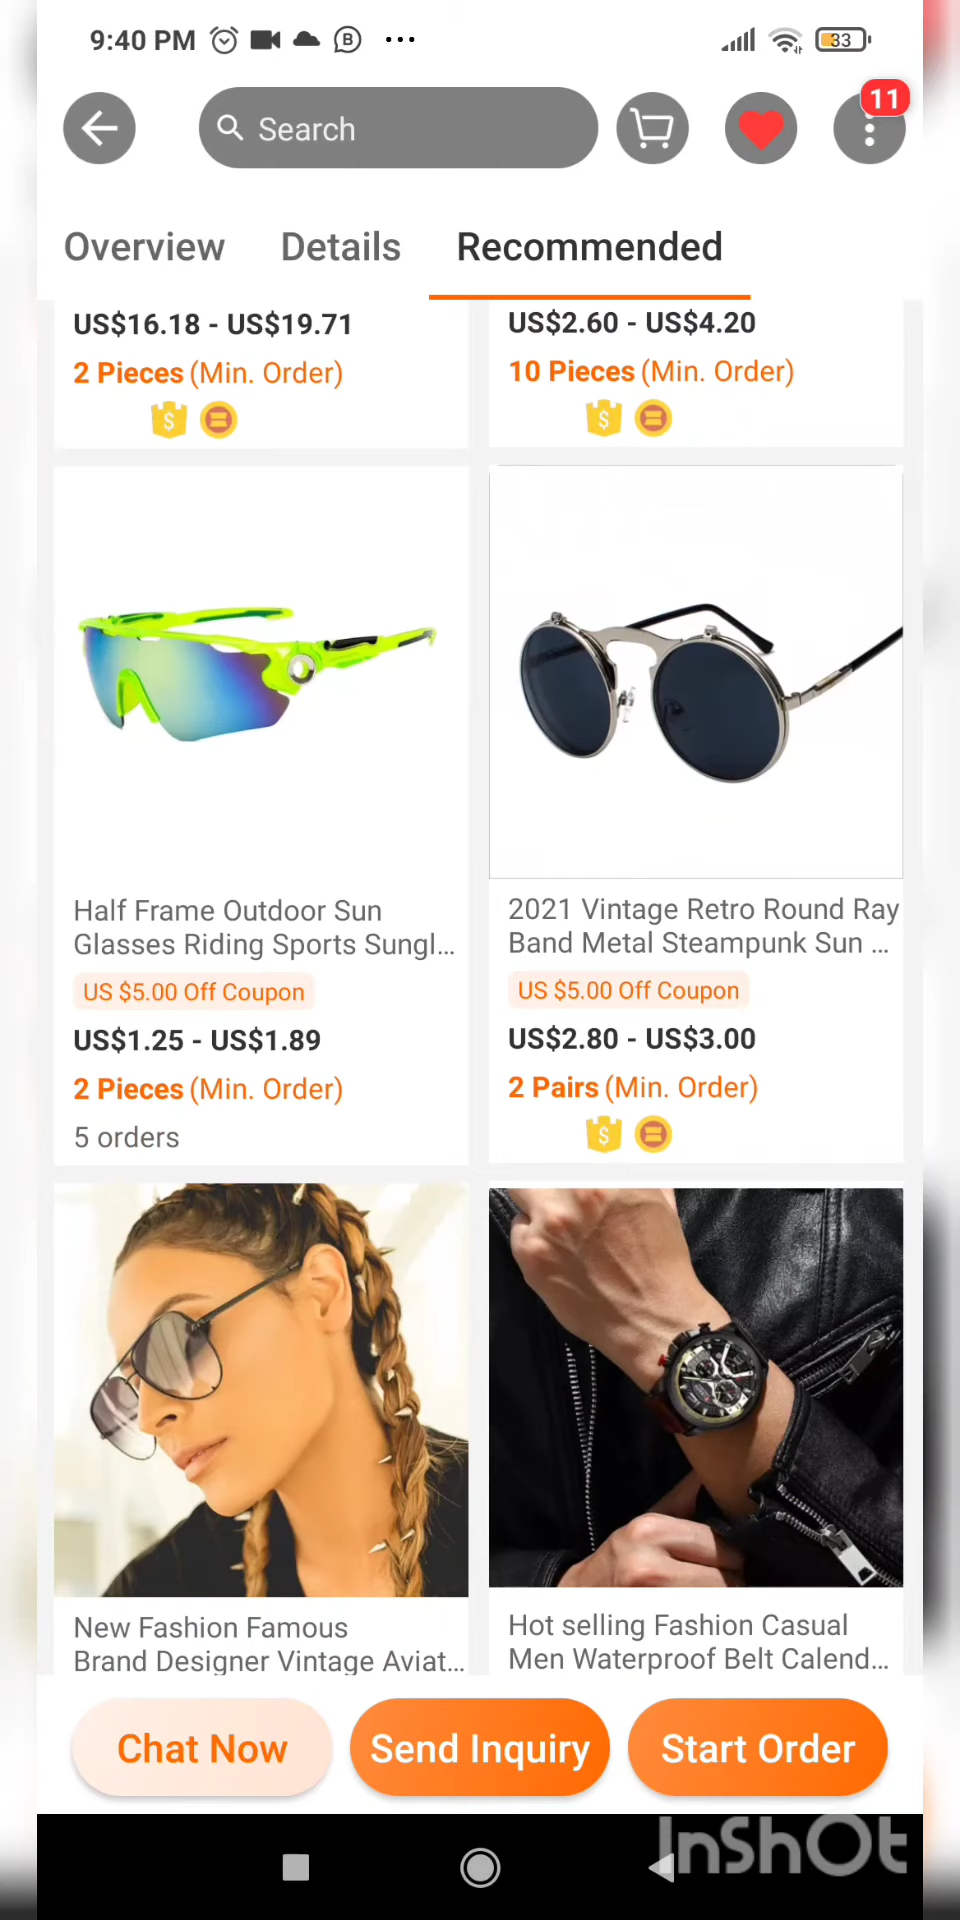 9:40 PM
33
11
Search
Overview Details Recommended
US$16.18 - US$19.71
2 Pieces (Min. Order)
US$2.60 - US$4.20
10 Pieces (Min. Order)
Half Frame Outdoor Sun
Glasses Riding Sports Sungl...
US $5.00 Off Coupon
US$1.25 - US$1.89
2 Pieces (Min. Order)
5 orders
2021 Vintage Retro Round Ray
Band Metal Steampunk Sun ...
US $5.00 Off Coupon
US$2.80 - US$3.00
2 Pairs (Min. Order)
New Fashion Famous
Brand Designer Vintage Aviat...
Hot selling Fashion Casual
Men Waterproof Belt Calend...
Chat Now Send Inquiry Start Order
InShOt